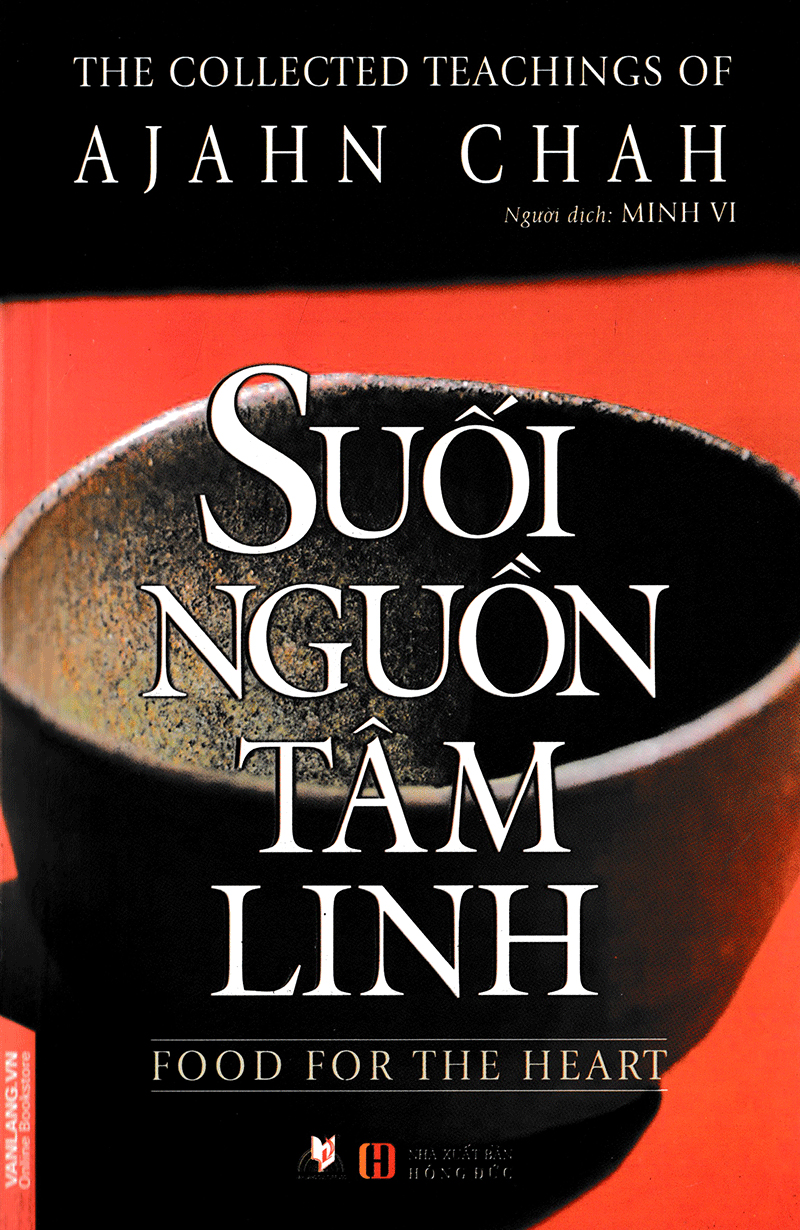 THE COLLECTED TEACHINGS OF
AJAHN CHAH
Người dịch: MINH VI
SUỐI
NGUỒN
TÂM
LINH
FOOD FOR THE HEART
NHÀ XUẤT BẢN
HỒNG ĐỨC
VANLANG.VN
Online Bookstore